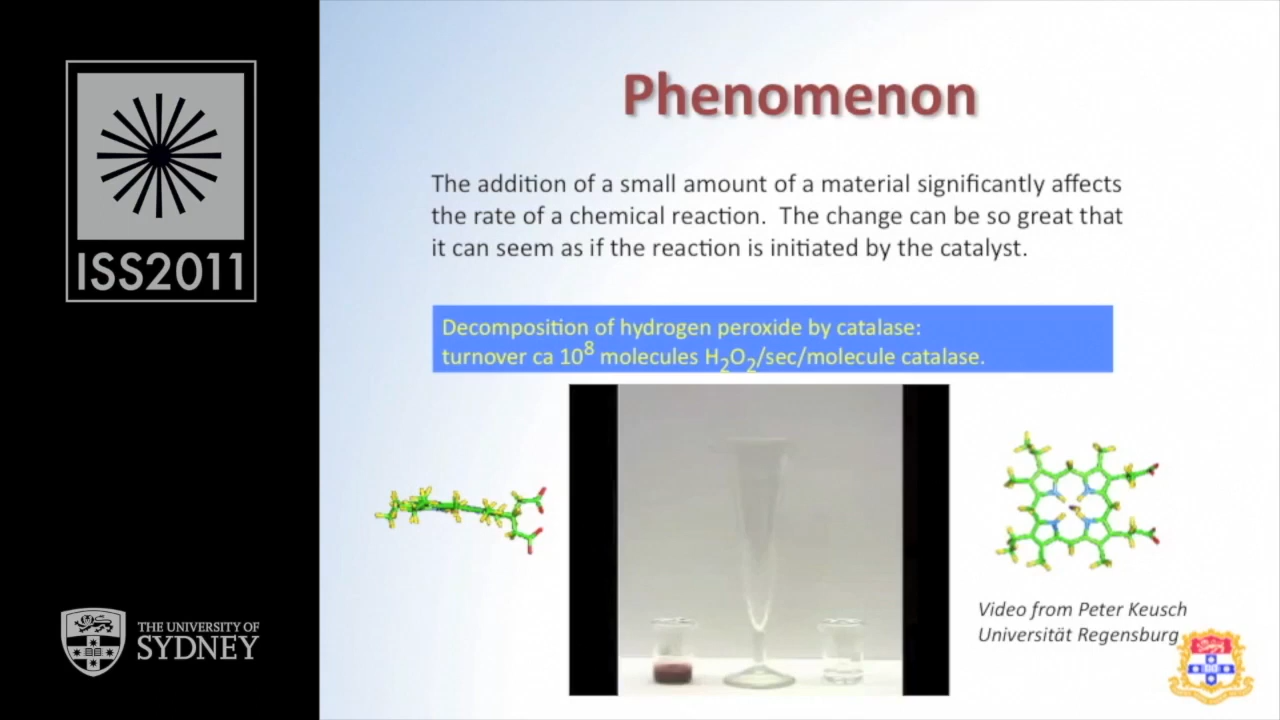 ISS2011
THE UNIVERSITY OF
SYDNEY
Phenomenon
The addition of a small amount of a material significantly affects
the rate of a chemical reaction. The change can be so great that
it can seem as if the reaction is initiated by the catalyst.
Decomposition of hydrogen peroxide by catalase:
turnover ca 10⁸ molecules H₂O₂/sec/molecule catalase.
Video from Peter Keusch
Universität Regensburg